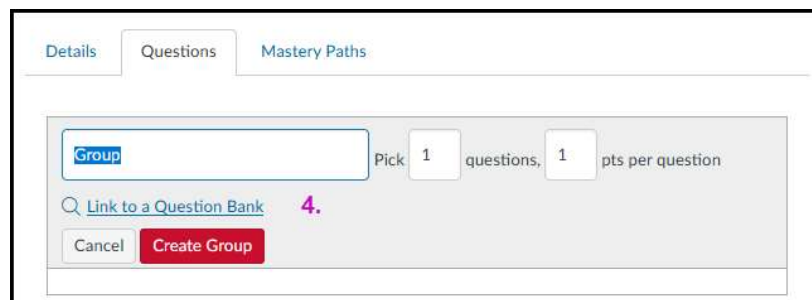 Details Questions Mastery Paths
Group Pick 1 questions, 1 pts per question
Link to a Question Bank 4.
Cancel Create Group